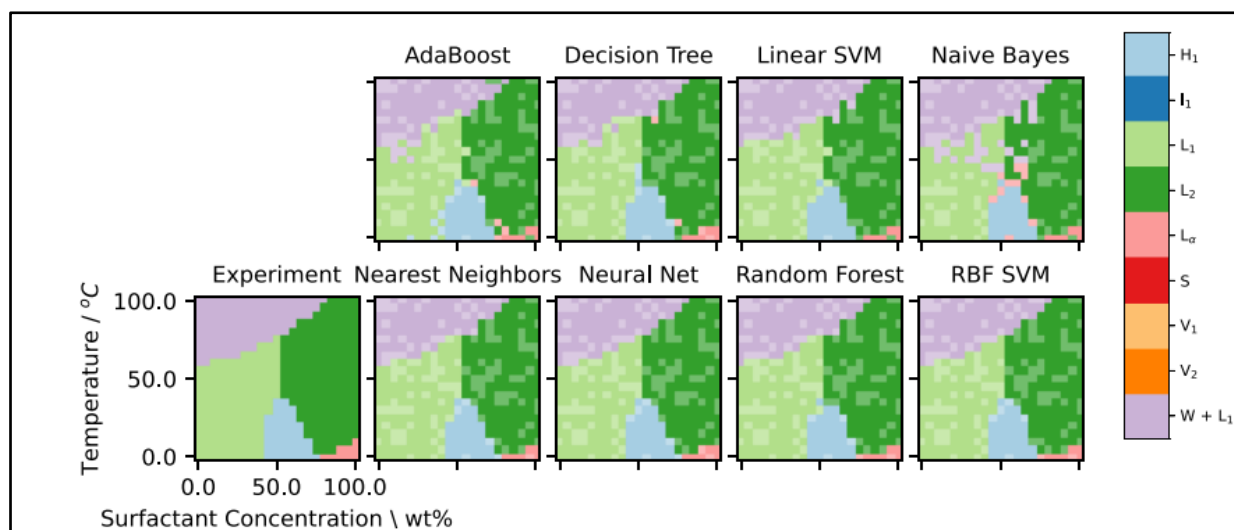 AdaBoost Decision Tree Linear SVM Naive Bayes
Experiment Nearest Neighbors Neural Net Random Forest RBF SVM
Temperature / °C
100.0
50.0
0.0
0.0 50.0 100.0
Surfactant Concentration \ wt%
H₁
I₁
L₁
L₂
Lα
S
V₁
V₂
W + L₁